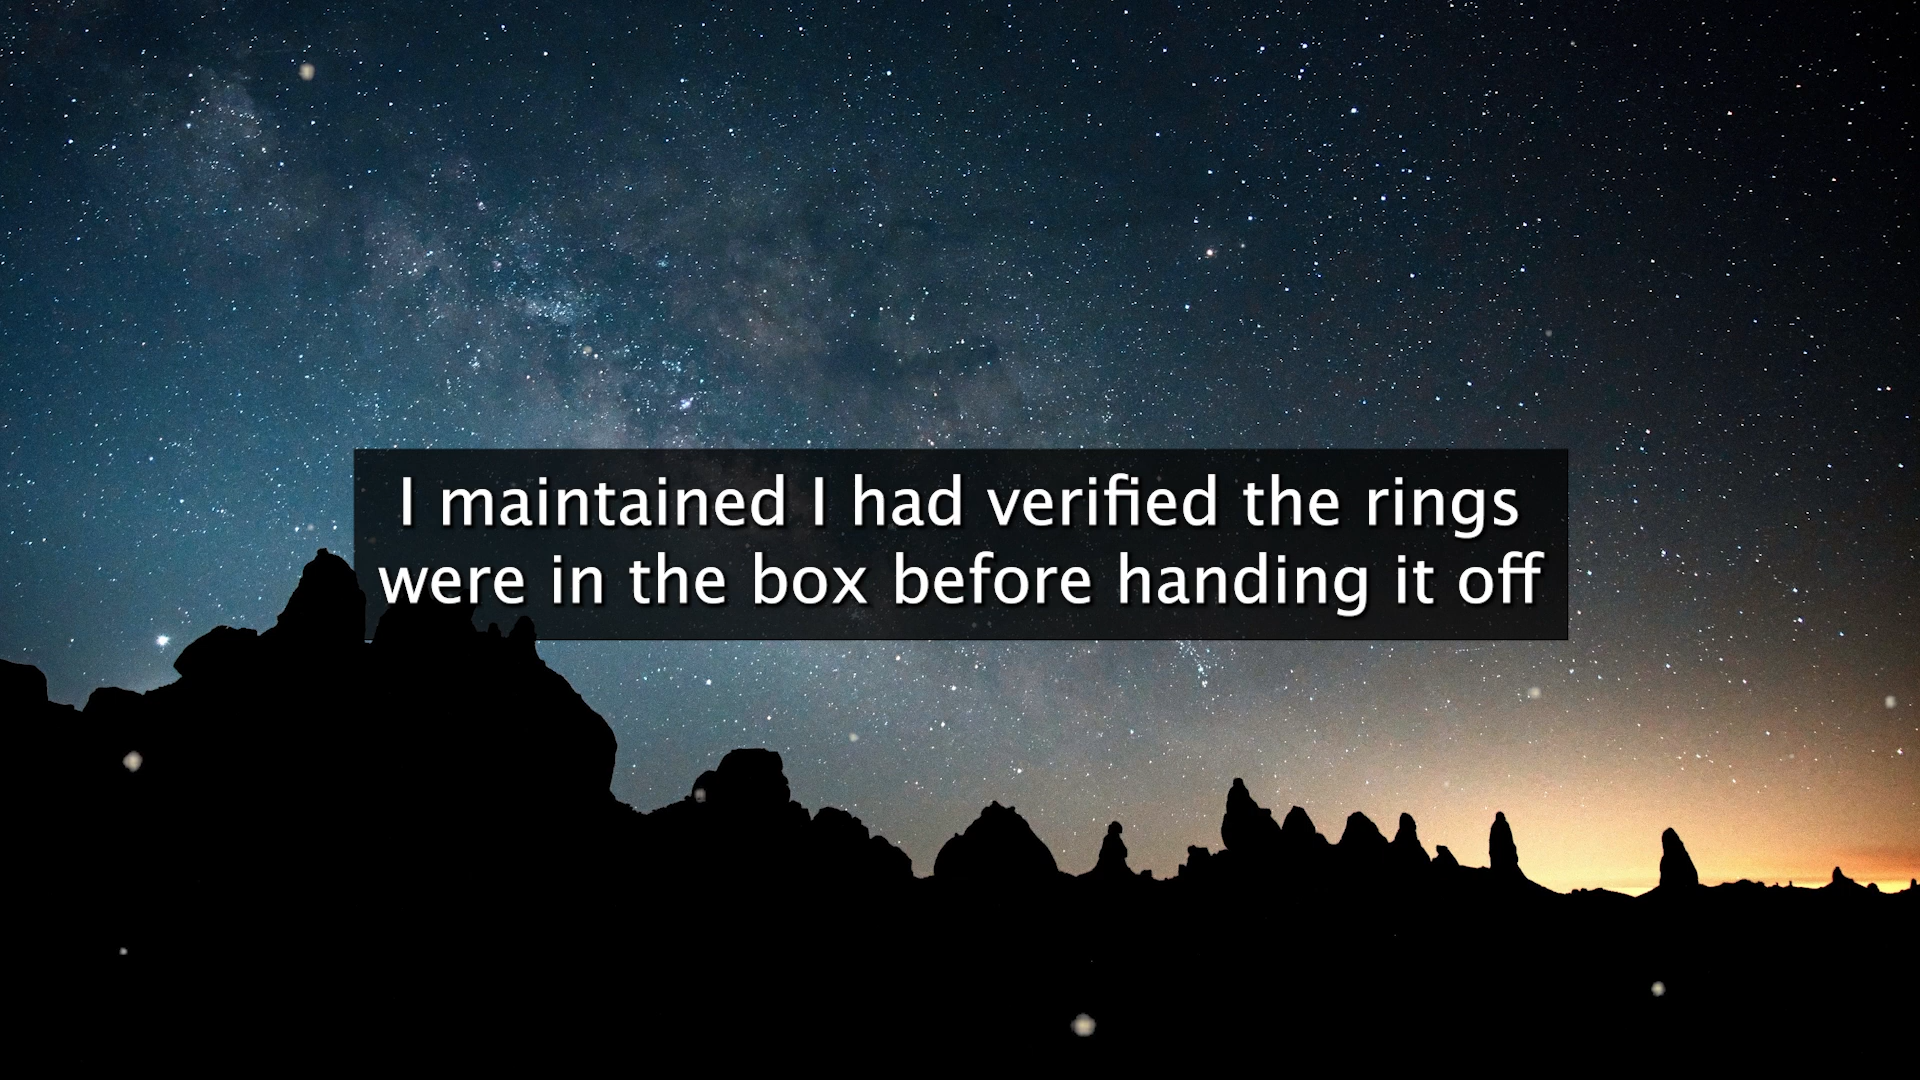 I maintained I had verified the rings
were in the box before handing it off